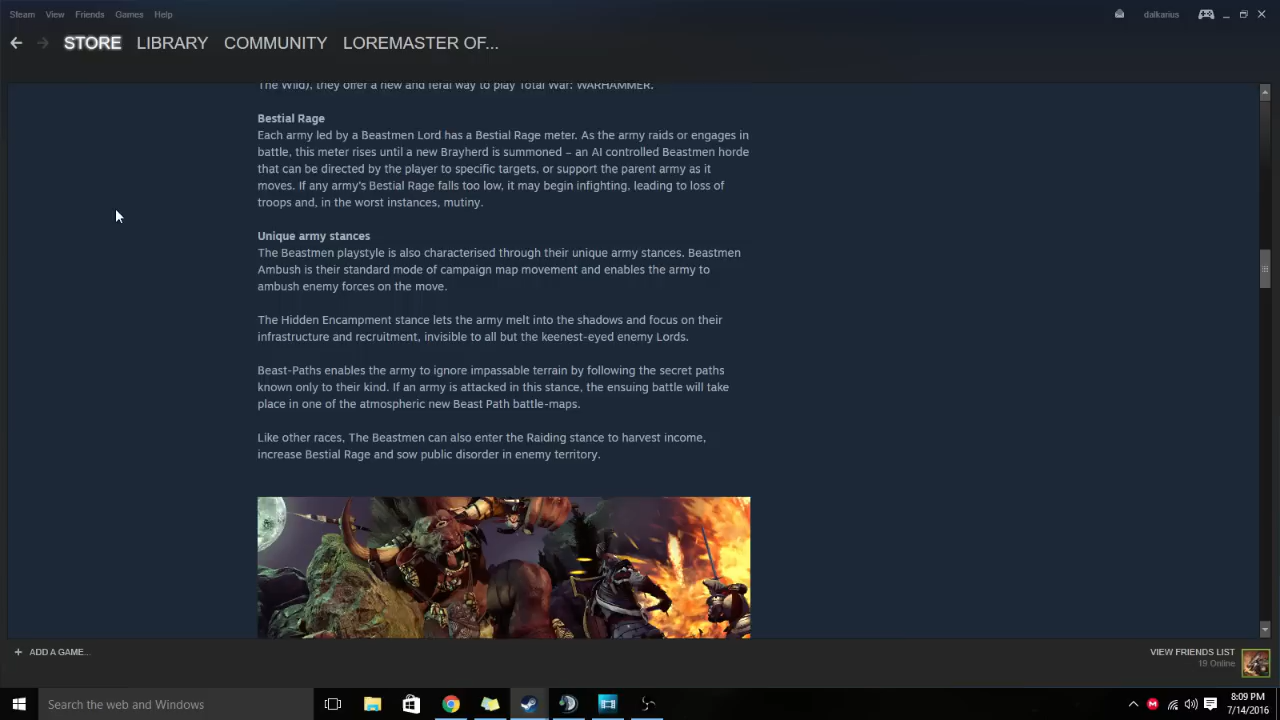 Steam View Friends Games Help
dalkarius
STORE LIBRARY COMMUNITY LOREMASTER OF...
The Wild), they offer a new and feral way to play Total War: WARHAMMER.
Bestial Rage
Each army led by a Beastmen Lord has a Bestial Rage meter. As the army raids or engages in
battle, this meter rises until a new Brayherd is summoned – an AI controlled Beastmen horde
that can be directed by the player to specific targets, or support the parent army as it
moves. If any army's Bestial Rage falls too low, it may begin infighting, leading to loss of
troops and, in the worst instances, mutiny.
Unique army stances
The Beastmen playstyle is also characterised through their unique army stances. Beastmen
Ambush is their standard mode of campaign map movement and enables the army to
ambush enemy forces on the move.
The Hidden Encampment stance lets the army melt into the shadows and focus on their
infrastructure and recruitment, invisible to all but the keenest-eyed enemy Lords.
Beast-Paths enables the army to ignore impassable terrain by following the secret paths
known only to their kind. If an army is attacked in this stance, the ensuing battle will take
place in one of the atmospheric new Beast Path battle-maps.
Like other races, The Beastmen can also enter the Raiding stance to harvest income,
increase Bestial Rage and sow public disorder in enemy territory.
+ ADD A GAME...
VIEW FRIENDS LIST
19 Online
Search the web and Windows
8:09 PM
7/14/2016